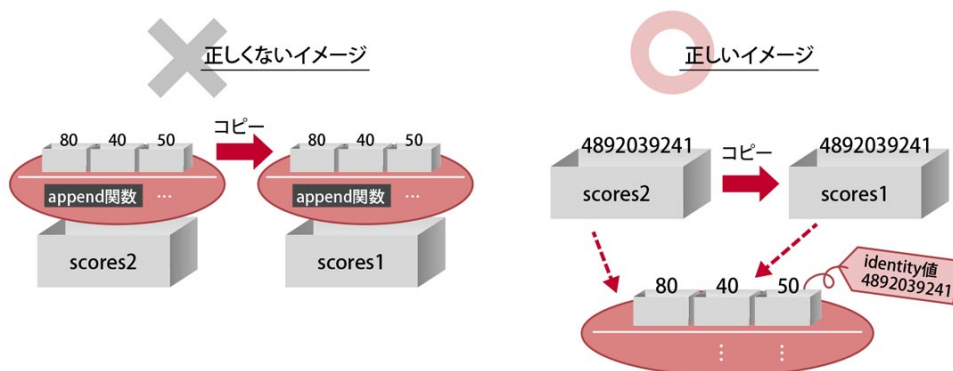 正しくないイメージ
正しいイメージ
80 40 50
コピー
80 40 50
append関数 …
append関数 …
scores2
scores1
4892039241
コピー
4892039241
scores2
scores1
identity値
4892039241
80 40 50
⋮ ⋮